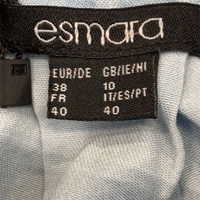 esmara
EUR/DE GB/IE/NI
38 10
FR IT/ES/PT
40 40